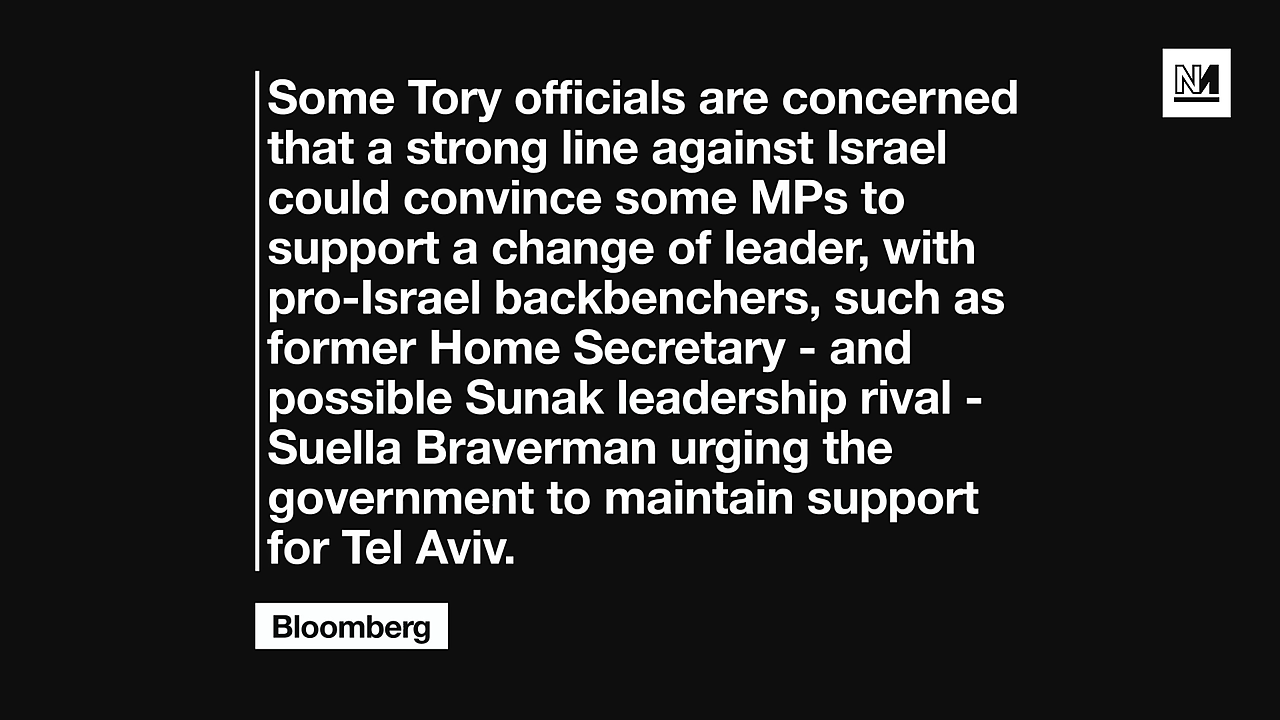 Some Tory officials are concerned
that a strong line against Israel
could convince some MPs to
support a change of leader, with
pro-Israel backbenchers, such as
former Home Secretary - and
possible Sunak leadership rival -
Suella Braverman urging the
government to maintain support
for Tel Aviv.
Bloomberg
NM